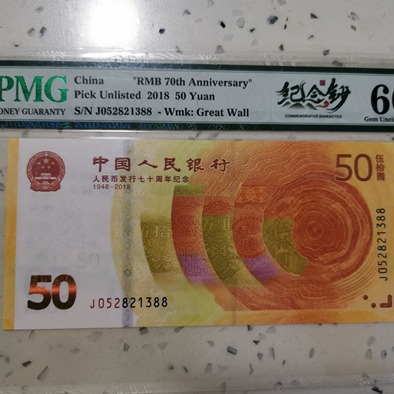 PMG
China "RMB 70th Anniversary"
Pick Unlisted 2018 50 Yuan
S/N J052821388 - Wmk: Great Wall
MONEY GUARANTY
纪念钞
COMMEMORATIVE BANKNOTES
Gem Unc
中国人民银行
人民币发行七十周年纪念
1948-2018
50 伍拾圆
J052821388
50
J052821388